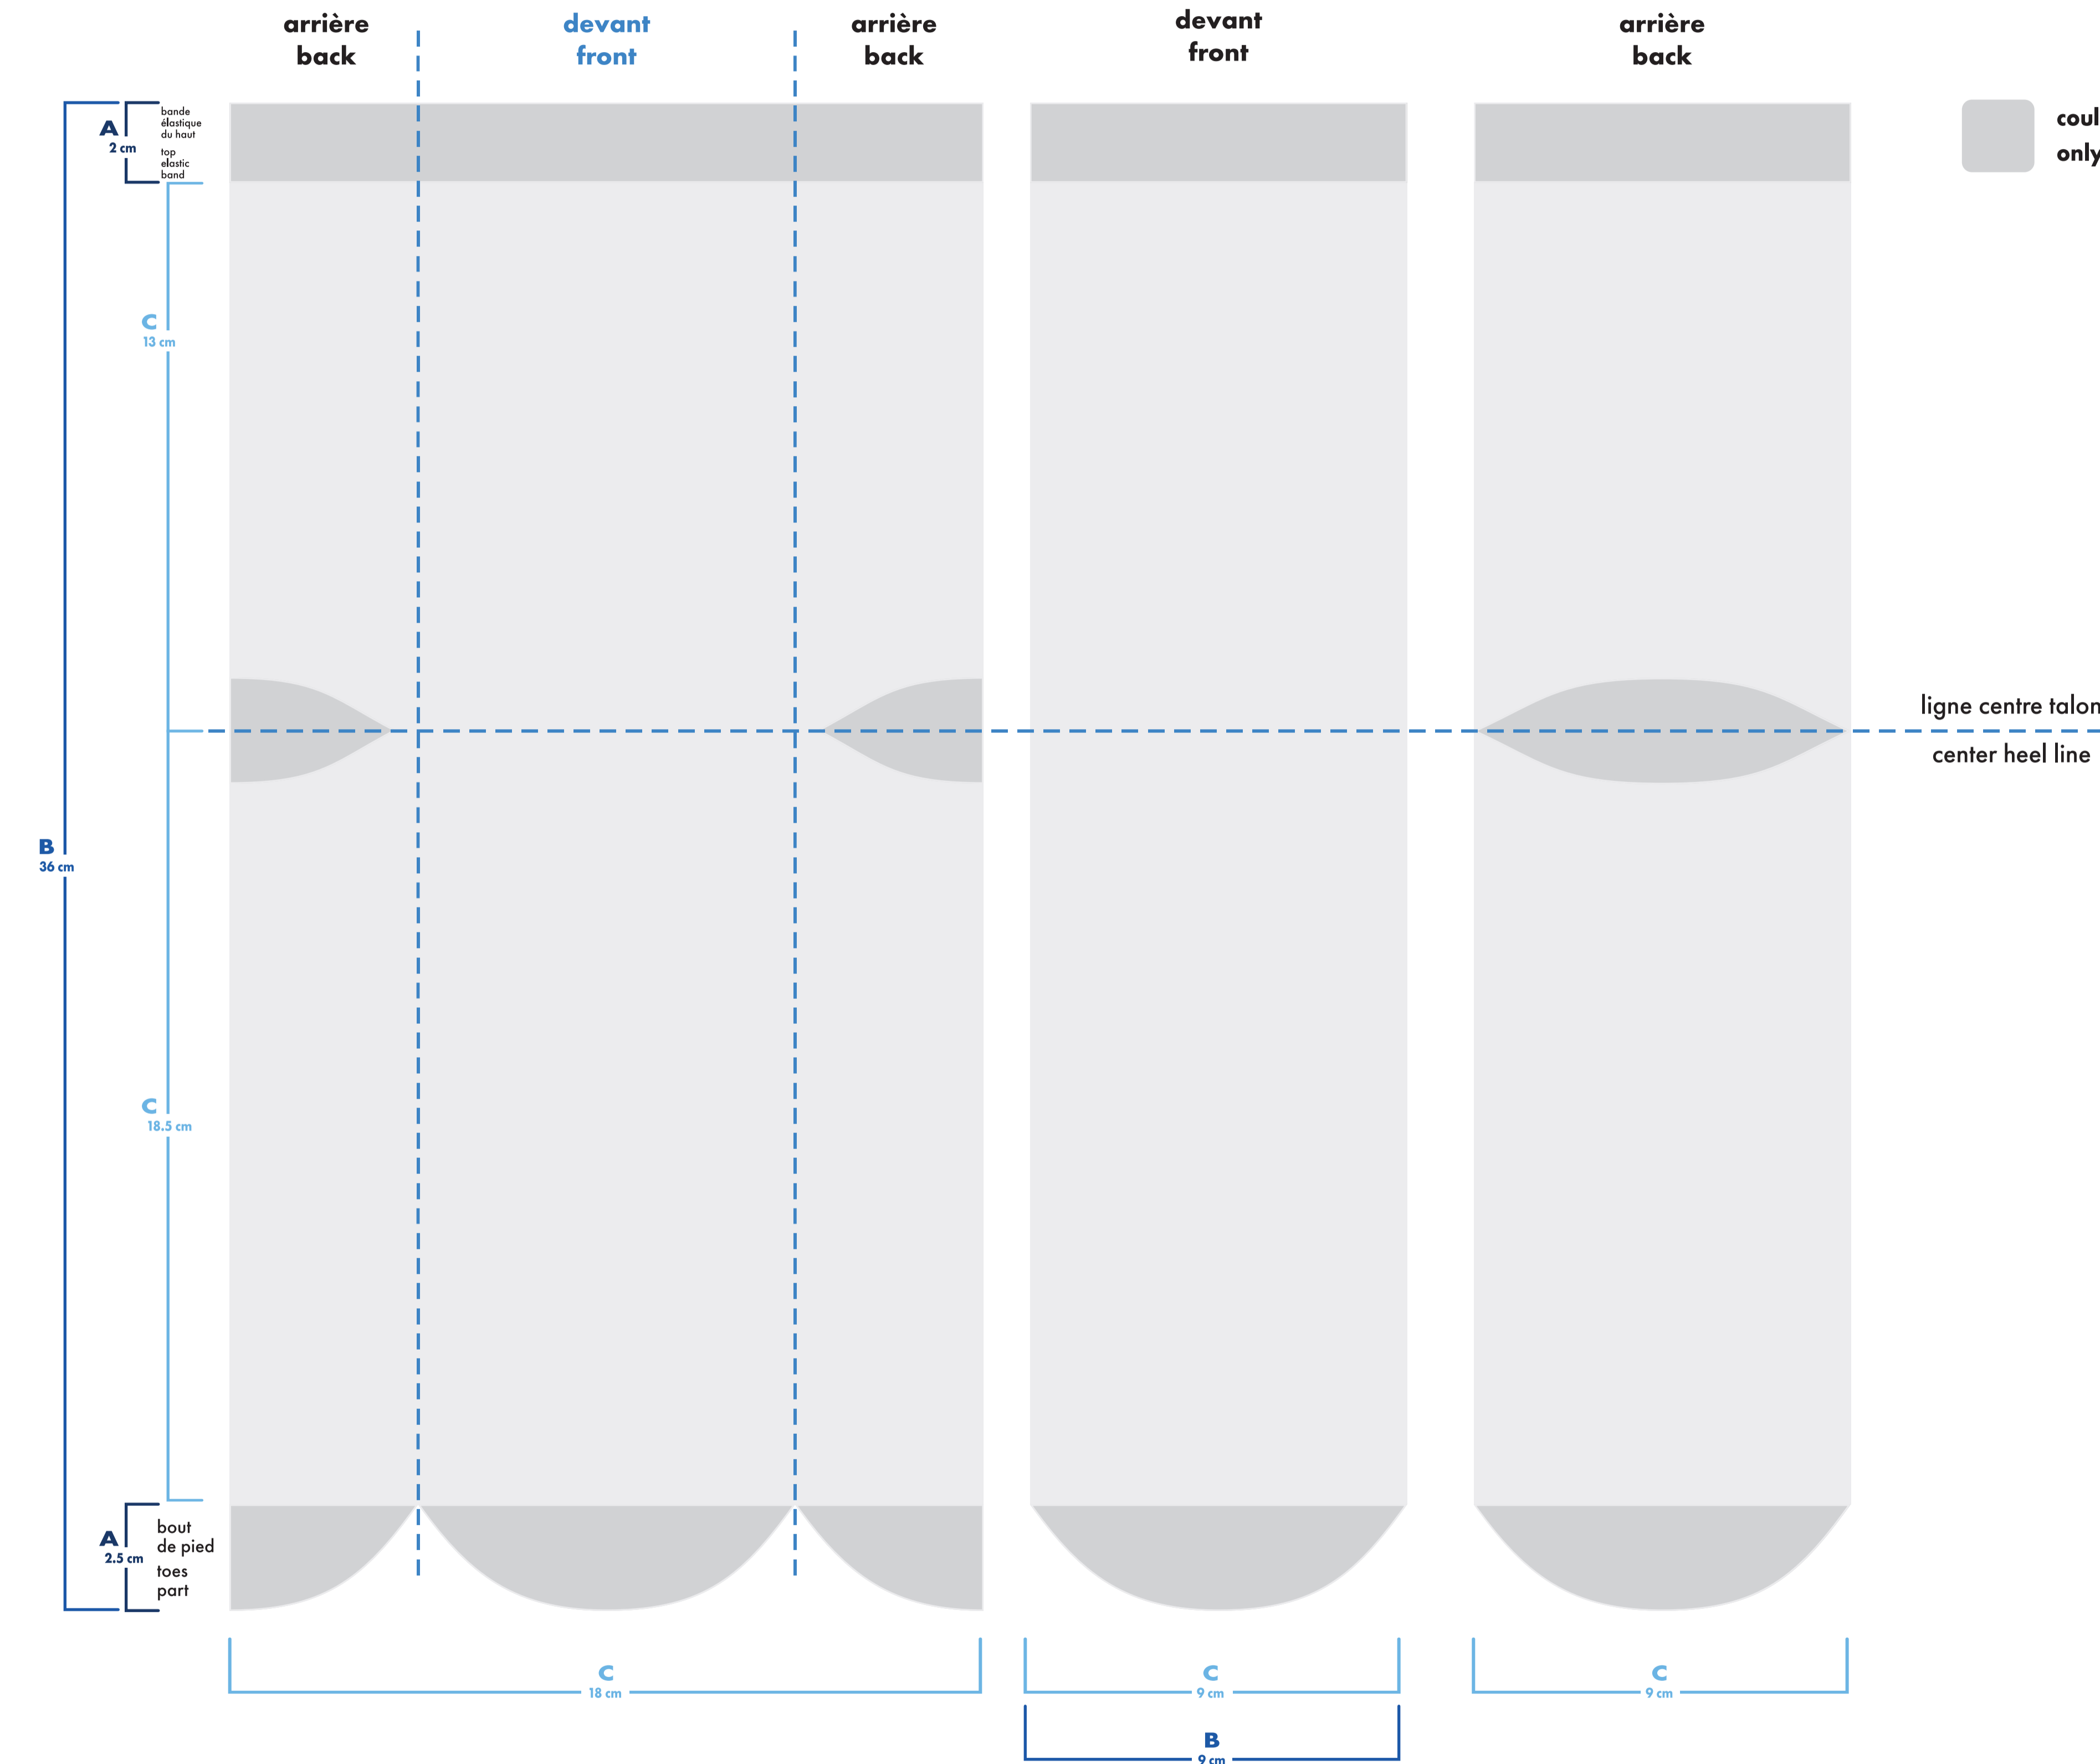 arrière
back
devant
front
arrière
back
devant
front
arrière
back
A
2 cm
bande
élastique
du haut
top
elastic
band
only
C
13 cm
ligne centre talon
center heel line
B
36 cm
C
18.5 cm
A
2.5 cm
bout
de pied
toes
part
C
18 cm
C
9 cm
C
9 cm
B
9 cm